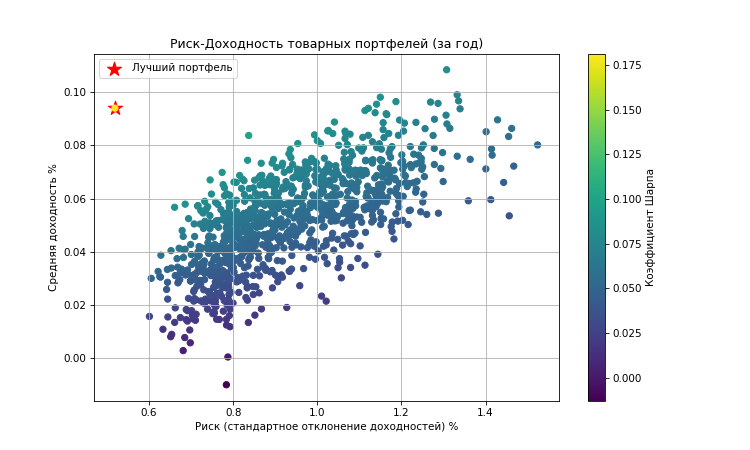 Риск-Доходность товарных портфелей (за год)
Лучший портфель
Средняя доходность %
0.10
0.08
0.06
0.04
0.02
0.00
0.6 0.8 1.0 1.2 1.4
Риск (стандартное отклонение доходностей) %
0.175
0.150
0.125
0.100
0.075
0.050
0.025
0.000
Коэффициент Шарпа